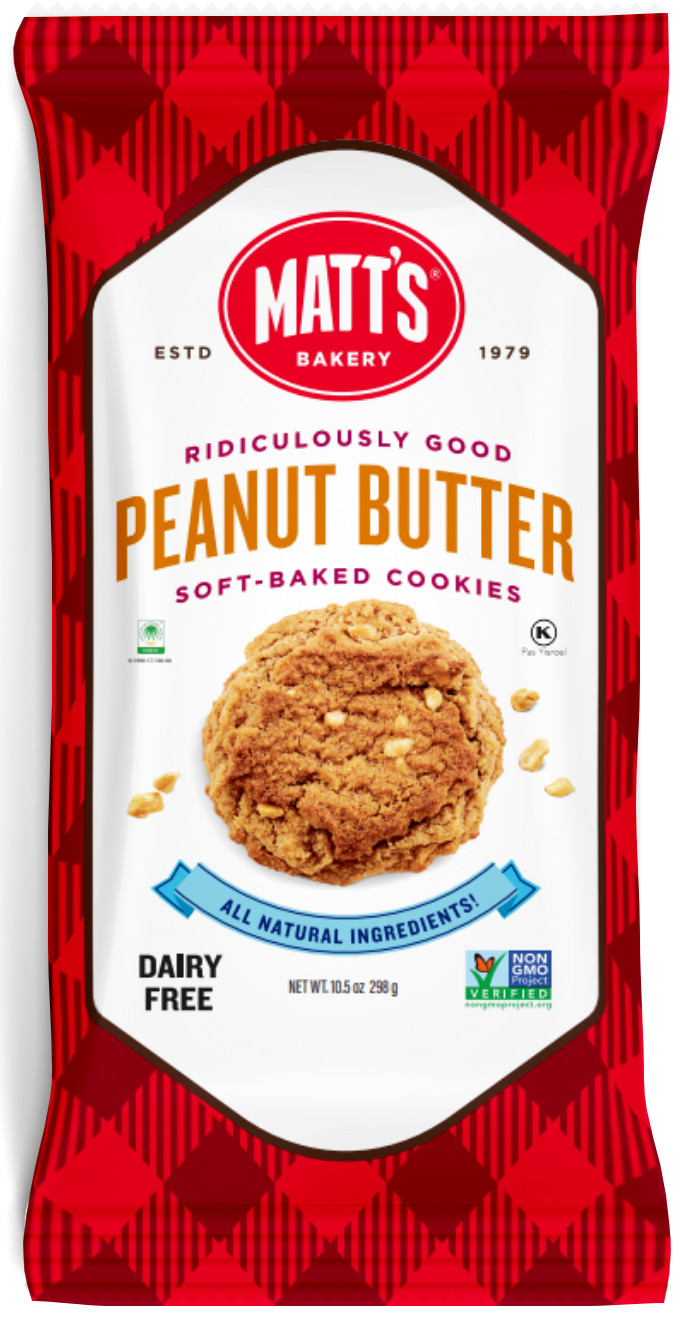 MATT'S®
BAKERY
ESTD
1979
RIDICULOUSLY GOOD
PEANUT BUTTER
SOFT-BAKED COOKIES
K
Pas Yisroel
ALL NATURAL INGREDIENTS!
DAIRY
FREE
NET WT. 10.5 oz 298 g
NON
GMO
Project
VERIFIED
nongmoproject.org